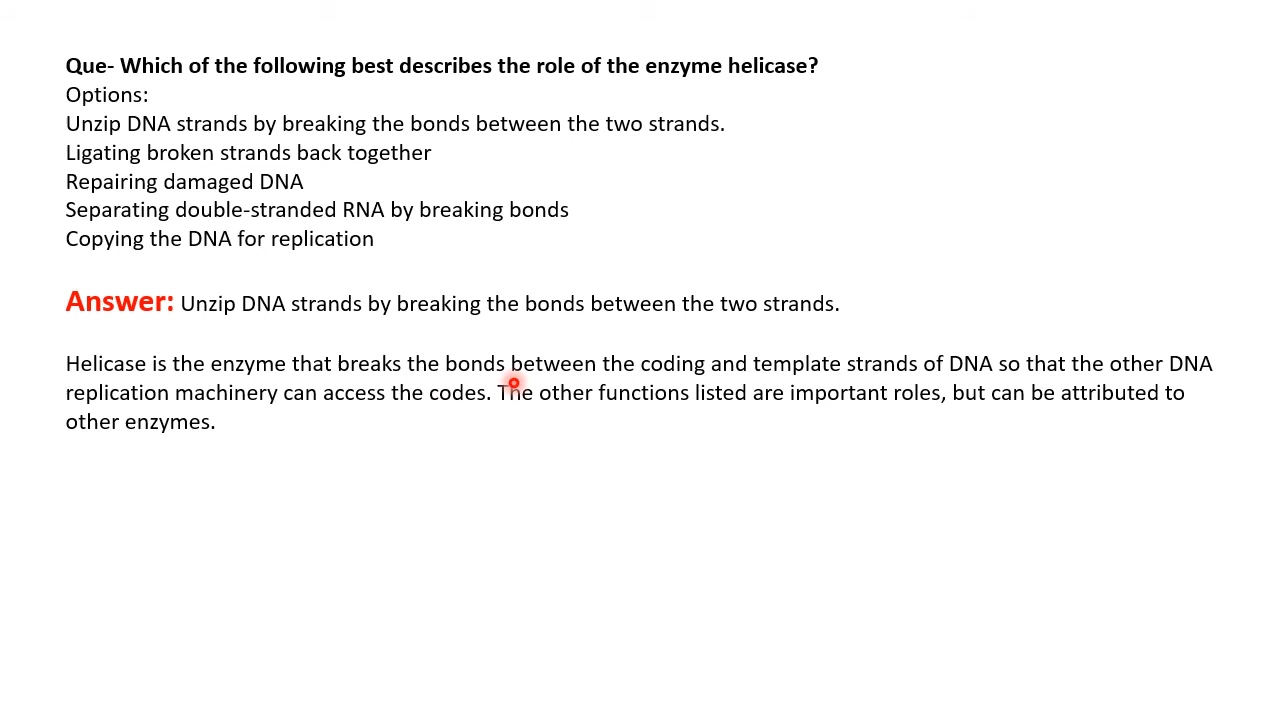 Que- Which of the following best describes the role of the enzyme helicase?
Options:
Unzip DNA strands by breaking the bonds between the two strands.
Ligating broken strands back together
Repairing damaged DNA
Separating double-stranded RNA by breaking bonds
Copying the DNA for replication
Answer: Unzip DNA strands by breaking the bonds between the two strands.
Helicase is the enzyme that breaks the bonds between the coding and template strands of DNA so that the other DNA
replication machinery can access the codes. The other functions listed are important roles, but can be attributed to
other enzymes.